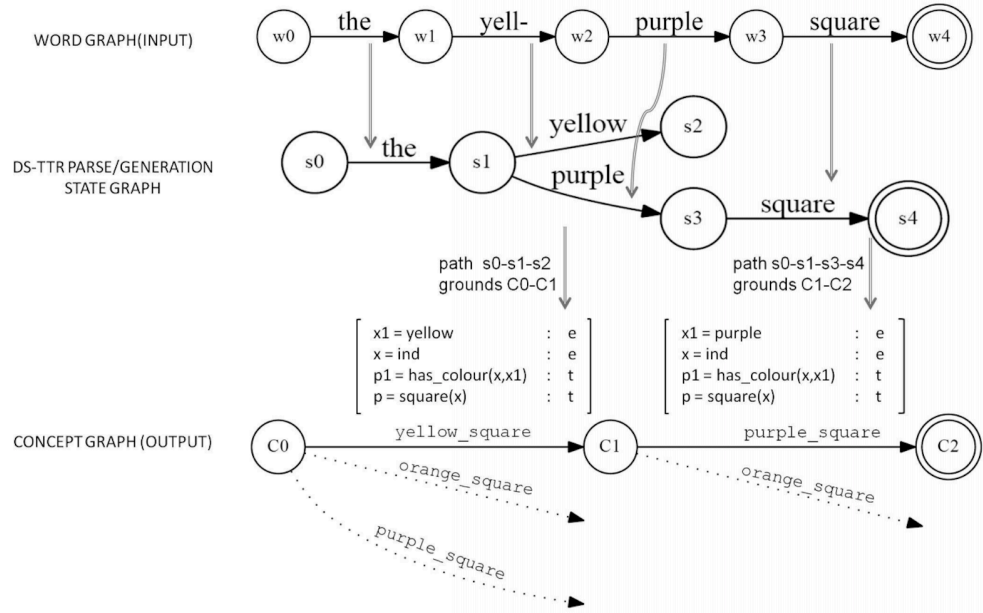 WORD GRAPH(INPUT)
w0 the w1 yell- w2 purple w3 square w4
DS-TTR PARSE/GENERATION
STATE GRAPH
s0 the s1 yellow s2
purple s3 square s4
path s0-s1-s2
grounds C0-C1
path s0-s1-s3-s4
grounds C1-C2
x1 = yellow : e
x = ind : e
p1 = has_colour(x,x1) : t
p = square(x) : t
x1 = purple : e
x = ind : e
p1 = has_colour(x,x1) : t
p = square(x) : t
CONCEPT GRAPH (OUTPUT)
C0 yellow_square C1 purple_square C2
orange_square
orange_square
purple_square